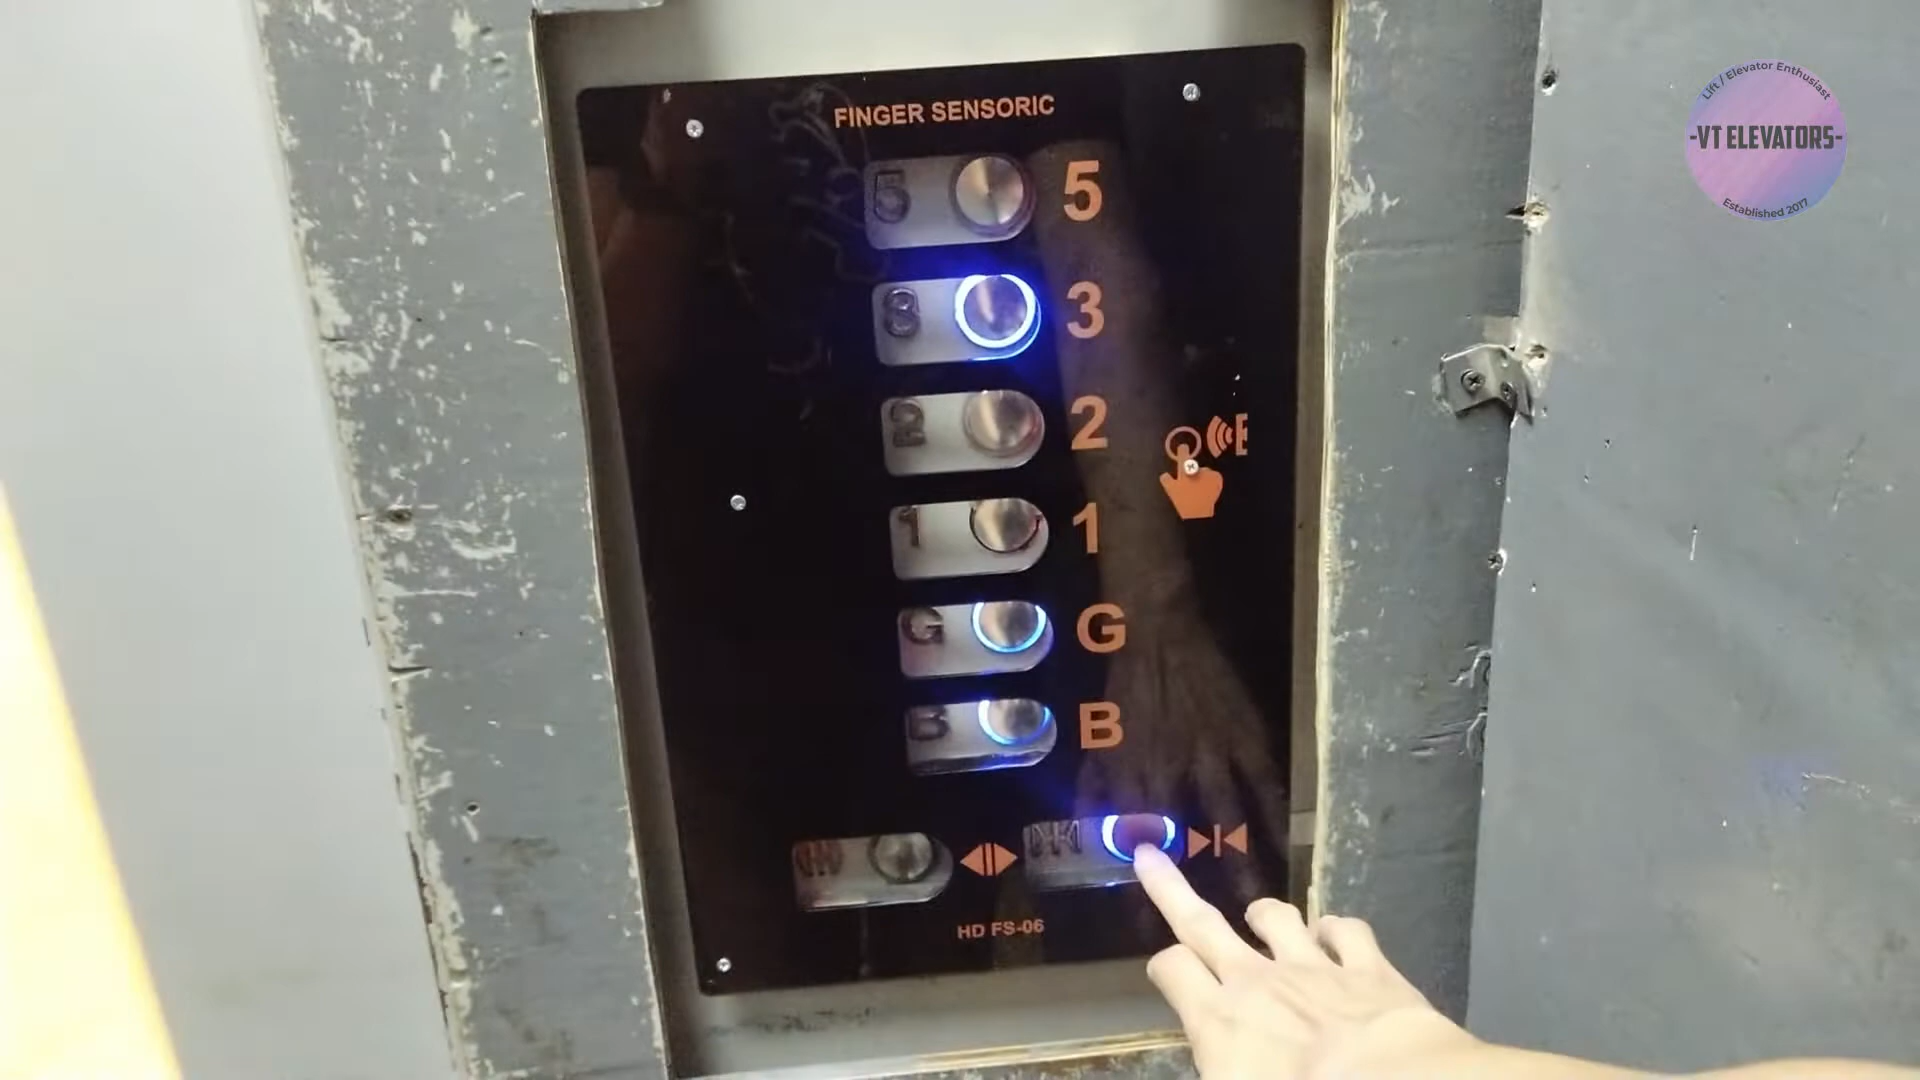 FINGER SENSORIC
5 5
3 3
2 2
1 1
G G
B B
HD FS-06
E
Lift / Elevator Enthusiast
-VT ELEVATORS-
Established 2017